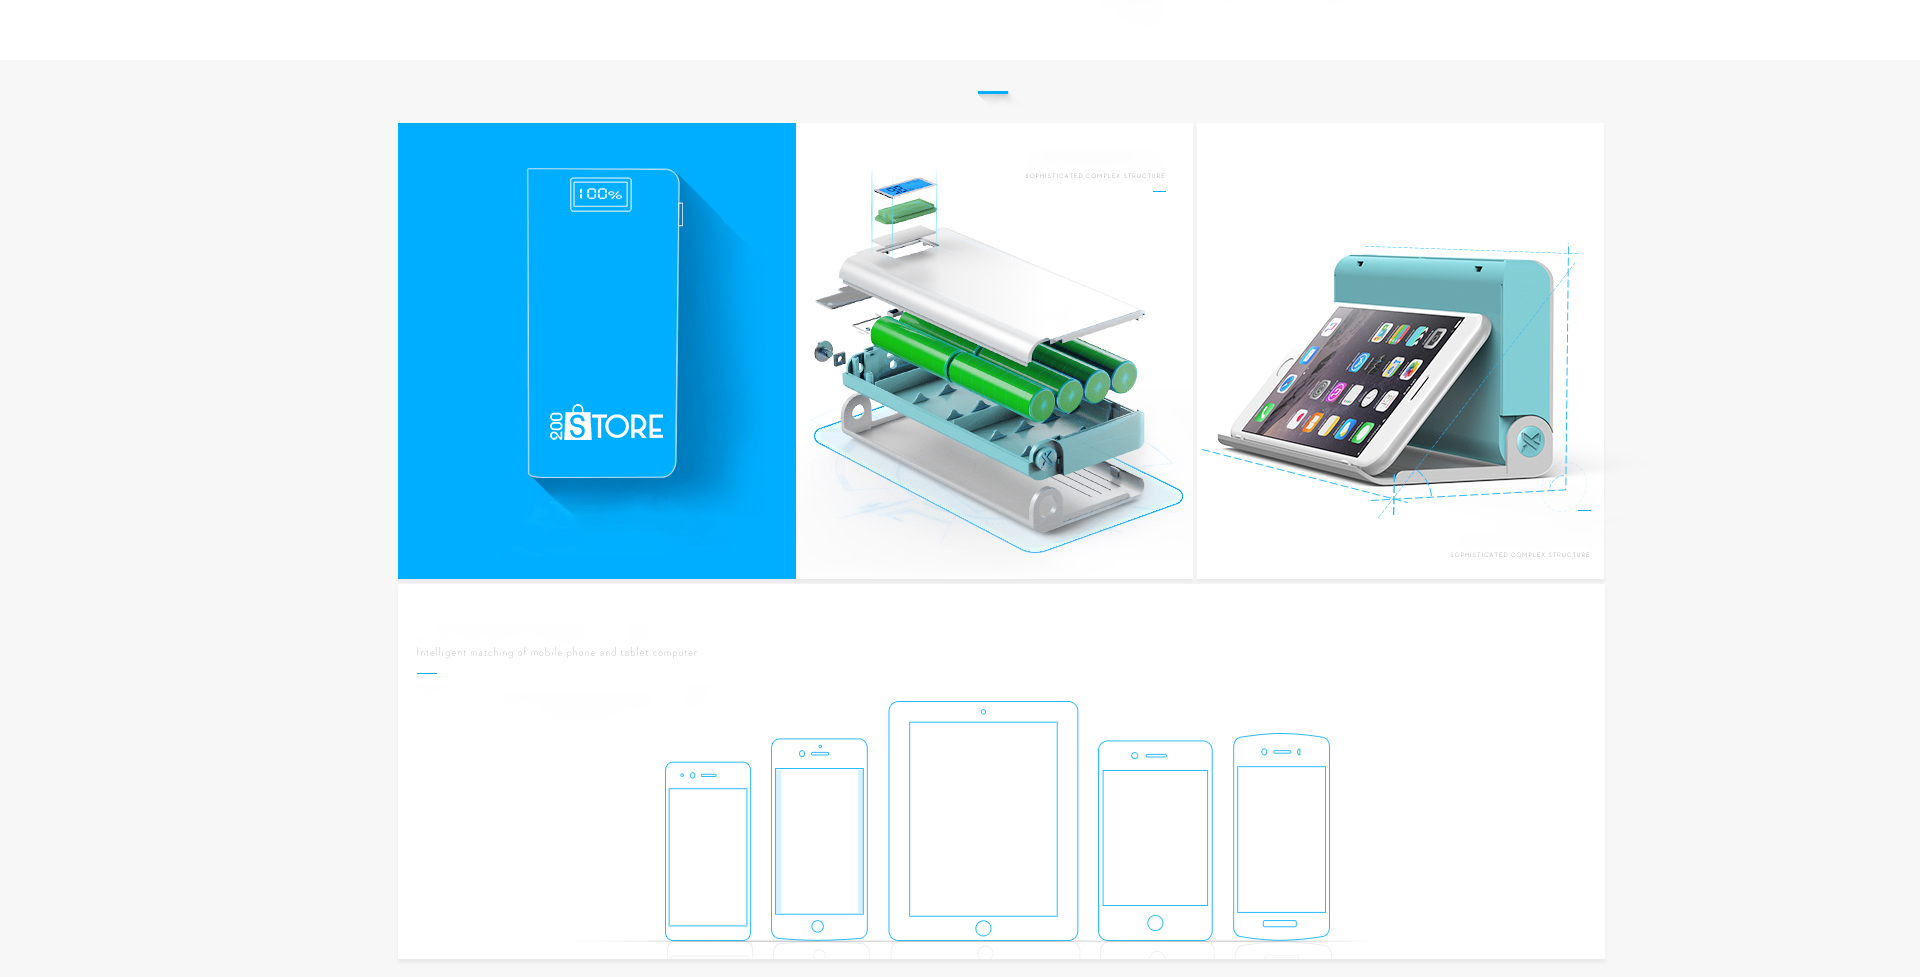 100%
200 STORE
SOPHISTICATED COMPLEX STRUCTURE
SOPHISTICATED COMPLEX STRUCTURE
Intelligent matching of mobile phone and tablet computer